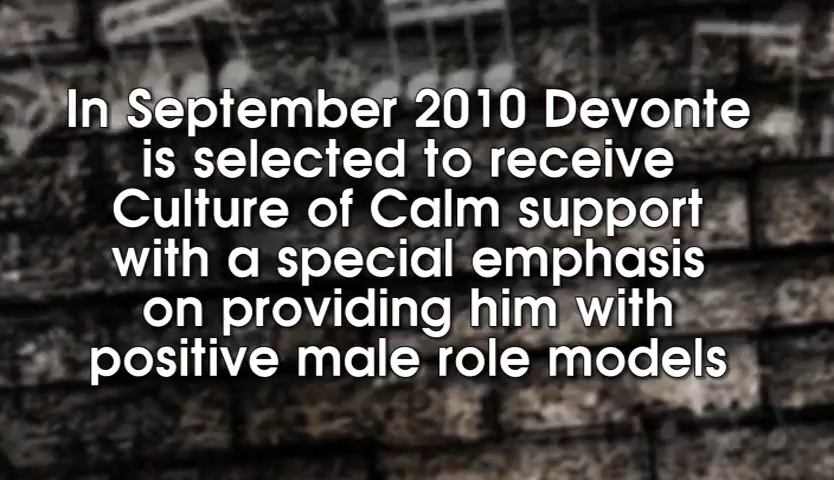 In September 2010 Devonte
is selected to receive
Culture of Calm support
with a special emphasis
on providing him with
positive male role models